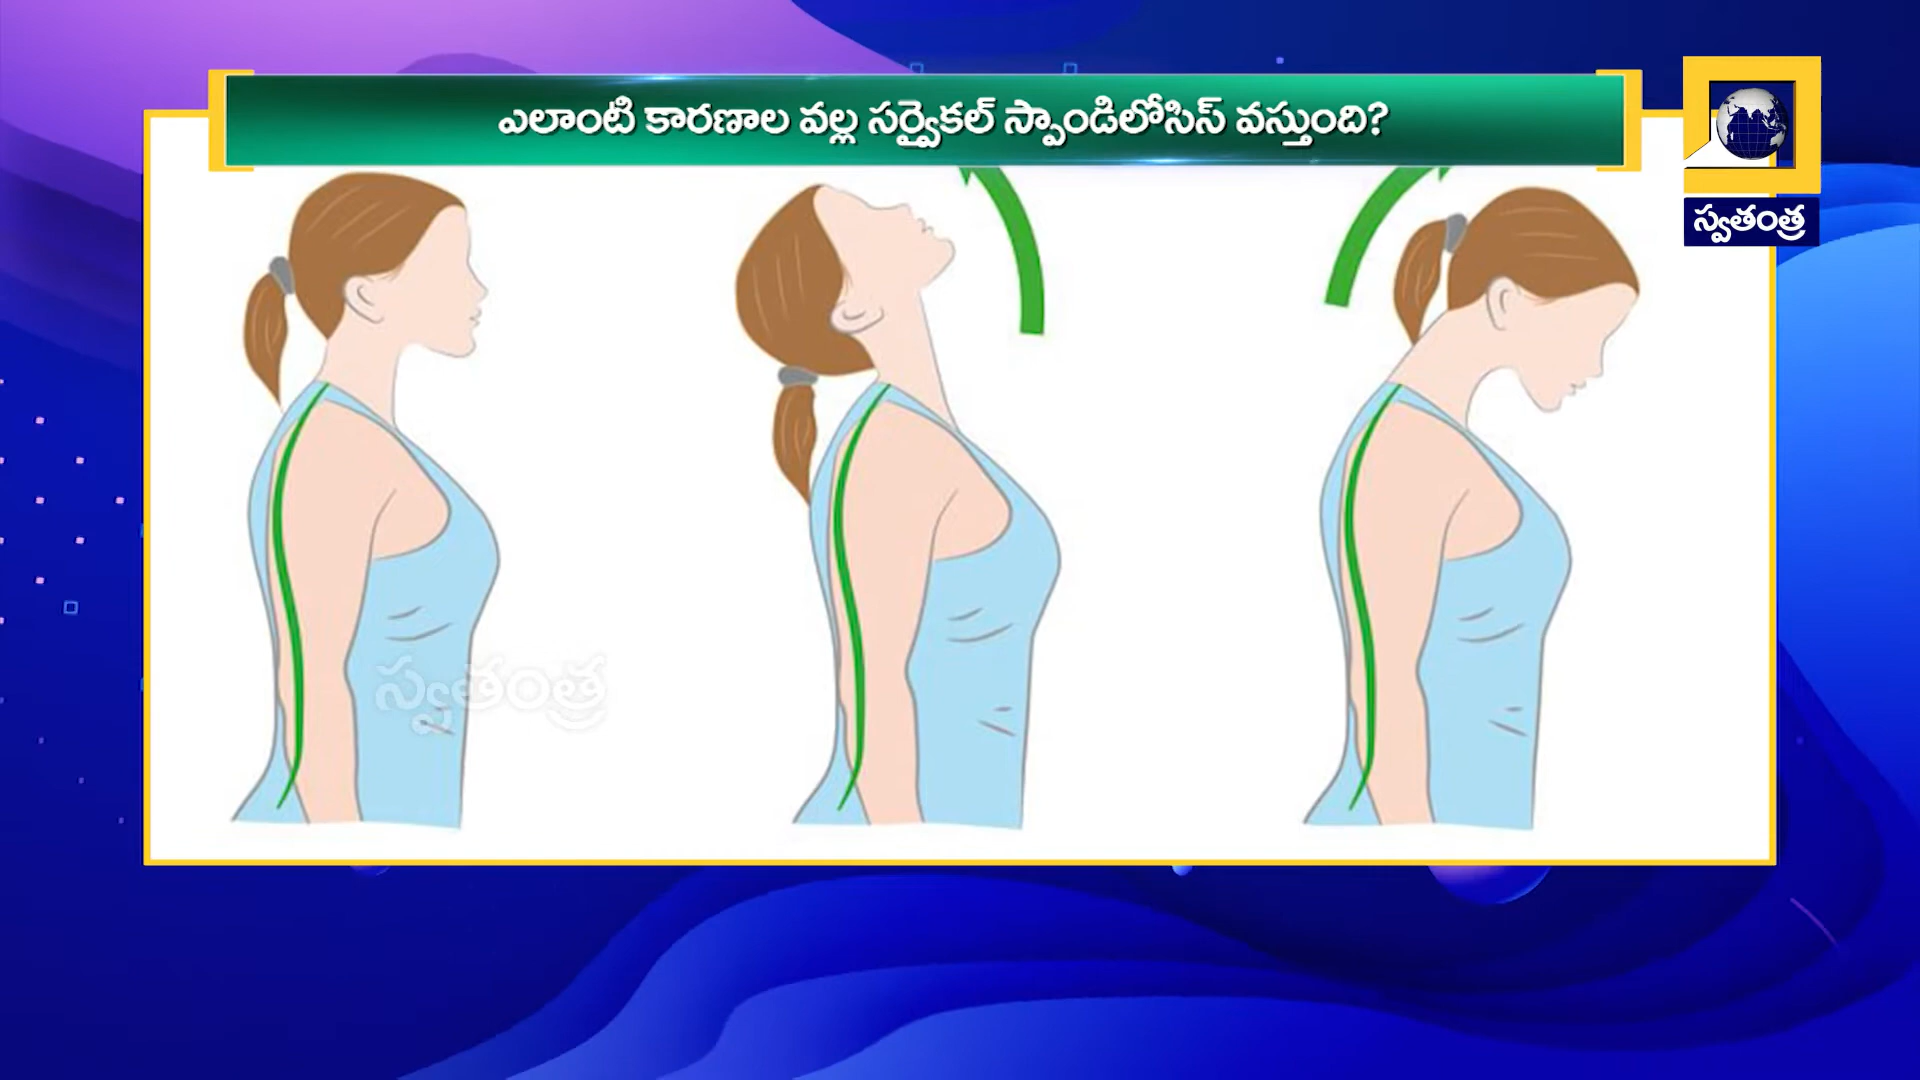 ఎలాంటి కారణాల వల్ల సర్వైకల్ స్పాండిలోసిస్ వస్తుంది?
స్వతంత్ర
స్వతంత్ర